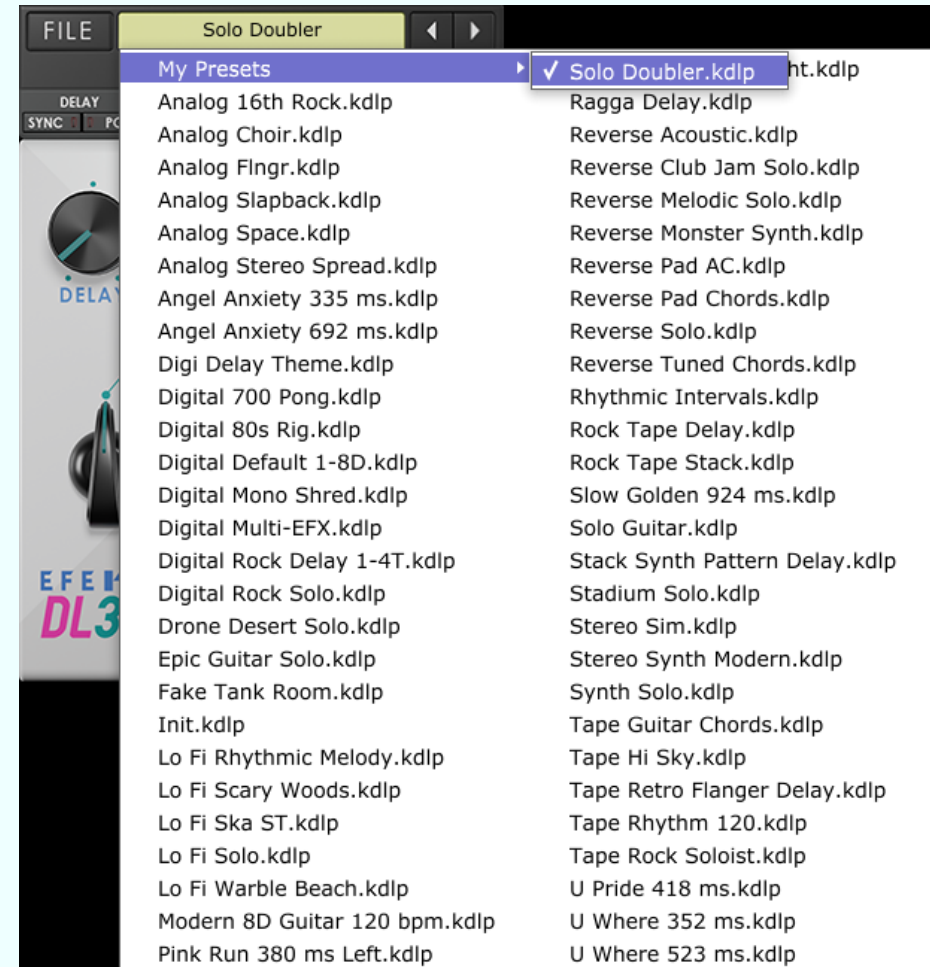 FILE
Solo Doubler
My Presets
✓ Solo Doubler.kdlp
ht.kdlp
DELAY
SYNC
PO
DELAY
EFE
DL3
Analog 16th Rock.kdlp
Analog Choir.kdlp
Analog Flngr.kdlp
Analog Slapback.kdlp
Analog Space.kdlp
Analog Stereo Spread.kdlp
Angel Anxiety 335 ms.kdlp
Angel Anxiety 692 ms.kdlp
Digi Delay Theme.kdlp
Digital 700 Pong.kdlp
Digital 80s Rig.kdlp
Digital Default 1-8D.kdlp
Digital Mono Shred.kdlp
Digital Multi-EFX.kdlp
Digital Rock Delay 1-4T.kdlp
Digital Rock Solo.kdlp
Drone Desert Solo.kdlp
Epic Guitar Solo.kdlp
Fake Tank Room.kdlp
Init.kdlp
Lo Fi Rhythmic Melody.kdlp
Lo Fi Scary Woods.kdlp
Lo Fi Ska ST.kdlp
Lo Fi Solo.kdlp
Lo Fi Warble Beach.kdlp
Modern 8D Guitar 120 bpm.kdlp
Pink Run 380 ms Left.kdlp
Ragga Delay.kdlp
Reverse Acoustic.kdlp
Reverse Club Jam Solo.kdlp
Reverse Melodic Solo.kdlp
Reverse Monster Synth.kdlp
Reverse Pad AC.kdlp
Reverse Pad Chords.kdlp
Reverse Solo.kdlp
Reverse Tuned Chords.kdlp
Rhythmic Intervals.kdlp
Rock Tape Delay.kdlp
Rock Tape Stack.kdlp
Slow Golden 924 ms.kdlp
Solo Guitar.kdlp
Stack Synth Pattern Delay.kdlp
Stadium Solo.kdlp
Stereo Sim.kdlp
Stereo Synth Modern.kdlp
Synth Solo.kdlp
Tape Guitar Chords.kdlp
Tape Hi Sky.kdlp
Tape Retro Flanger Delay.kdlp
Tape Rhythm 120.kdlp
Tape Rock Soloist.kdlp
U Pride 418 ms.kdlp
U Where 352 ms.kdlp
U Where 523 ms.kdlp